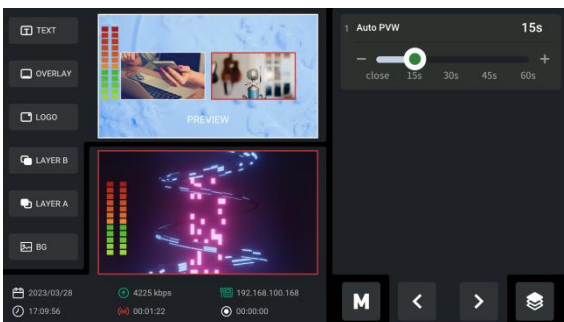 TEXT
OVERLAY
LOGO
LAYER B
LAYER A
BG
PREVIEW
2023/03/28
4225 kbps
192.168.100.168
17:09:56
(••) 00:01:22
00:00:00
1 Auto PVW 15s
− +
close 15s 30s 45s 60s
M < >